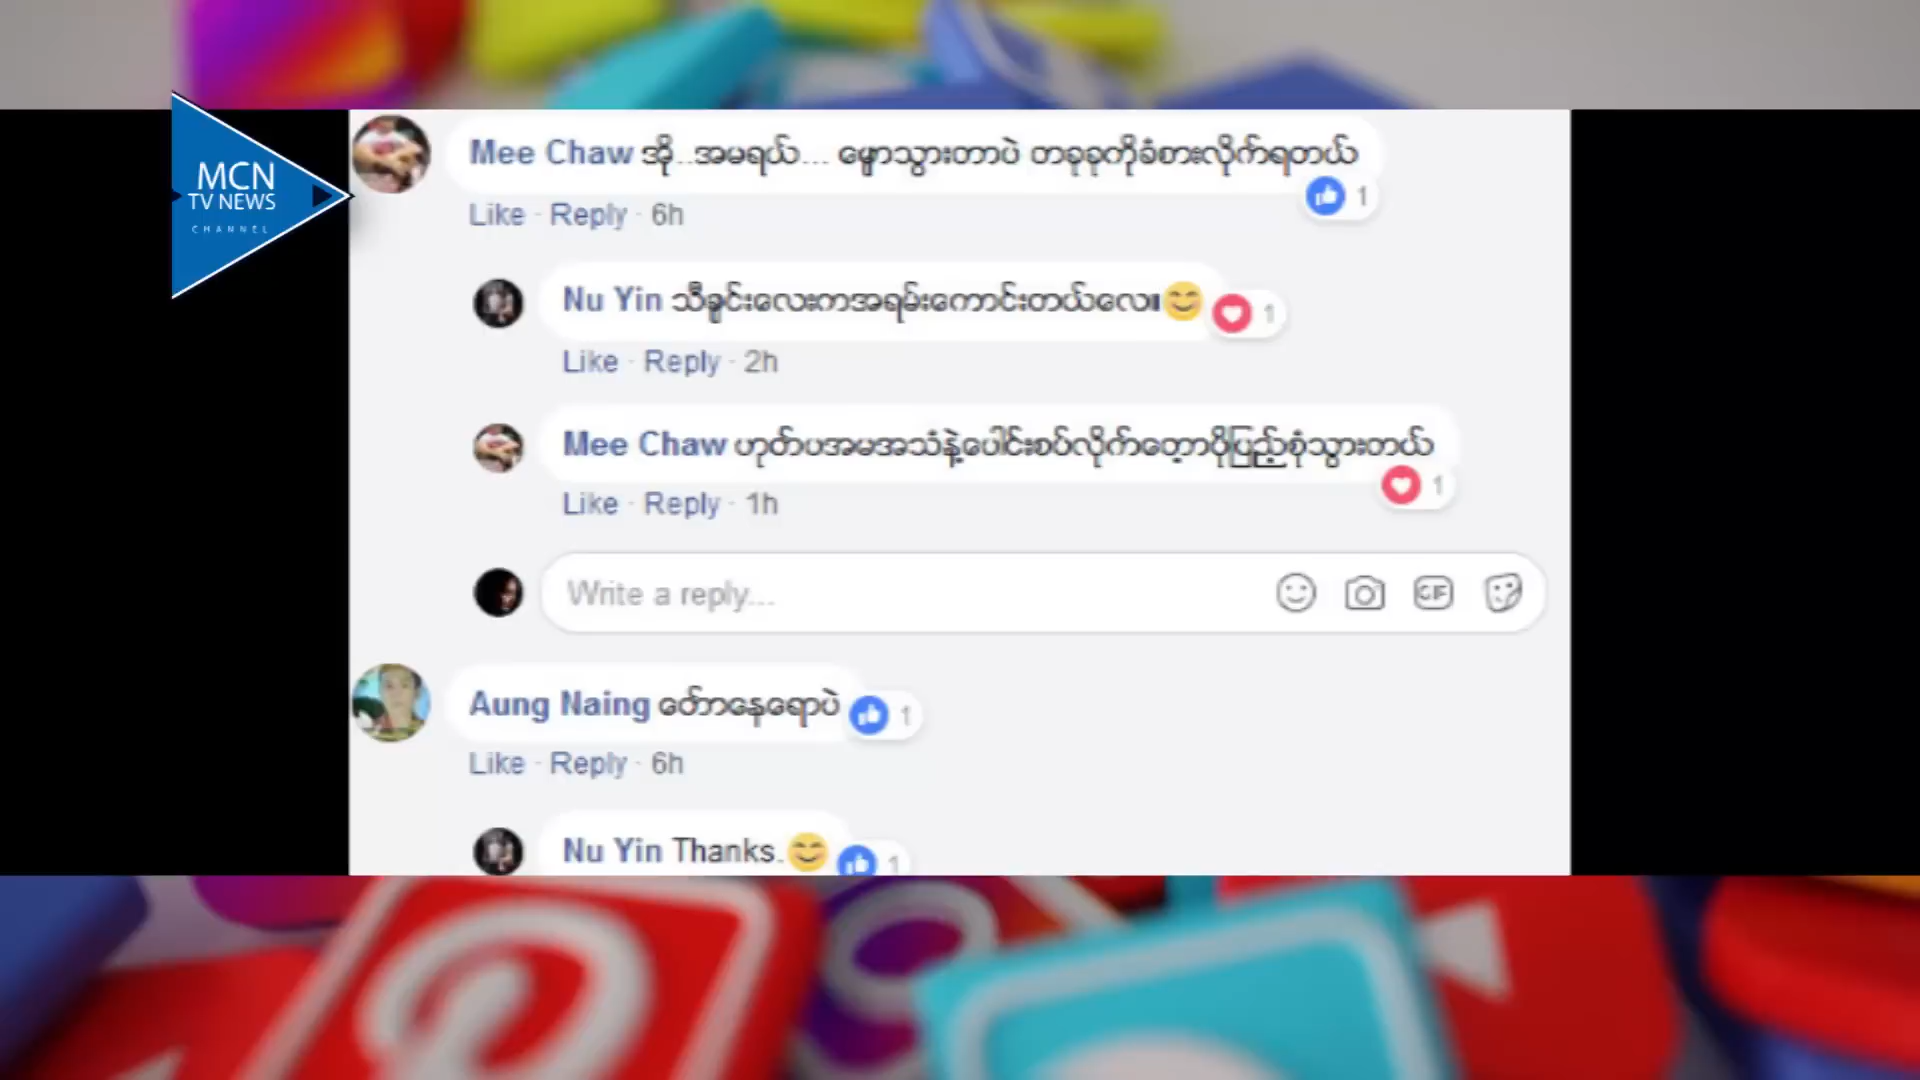 MCN
TV NEWS
CHANNEL
Mee Chaw အို..အမရယ်... မျှောသွားတာပဲ တခုခုကိုခံစားလိုက်ရတယ်
1
Like · Reply · 6h
Nu Yin သီချင်းလေးကအရမ်းကောင်းတယ်လေ။😊
1
Like · Reply · 2h
Mee Chaw ဟုတ်ပအမအသံနဲ့ပေါင်းစပ်လိုက်တော့ပိုပြည့်စုံသွားတယ်
1
Like · Reply · 1h
Write a reply...
GIF
Aung Naing တော်နေရောပဲ
1
Like · Reply · 6h
Nu Yin Thanks.😊
1